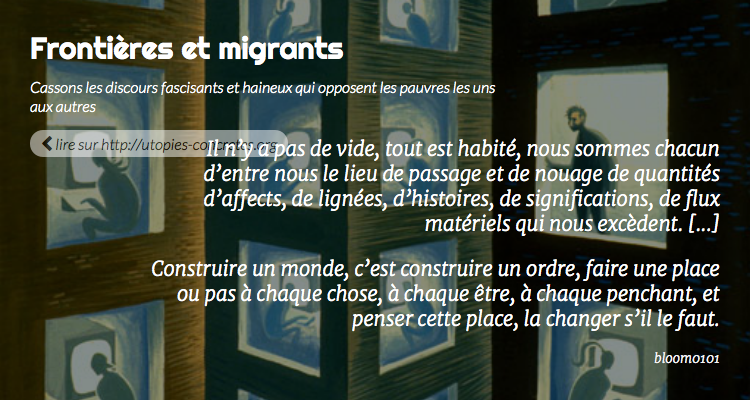 Frontières et migrants
Cassons les discours fascisants et haineux qui opposent les pauvres les uns
aux autres
lire sur http://utopies-concretes.org
Il n'y a pas de vide, tout est habité, nous sommes chacun
d'entre nous le lieu de passage et de nouage de quantités
d'affects, de lignées, d'histoires, de significations, de flux
matériels qui nous excèdent. [...]
Construire un monde, c'est construire un ordre, faire une place
ou pas à chaque chose, à chaque être, à chaque penchant, et
penser cette place, la changer s'il le faut.
bloom0101